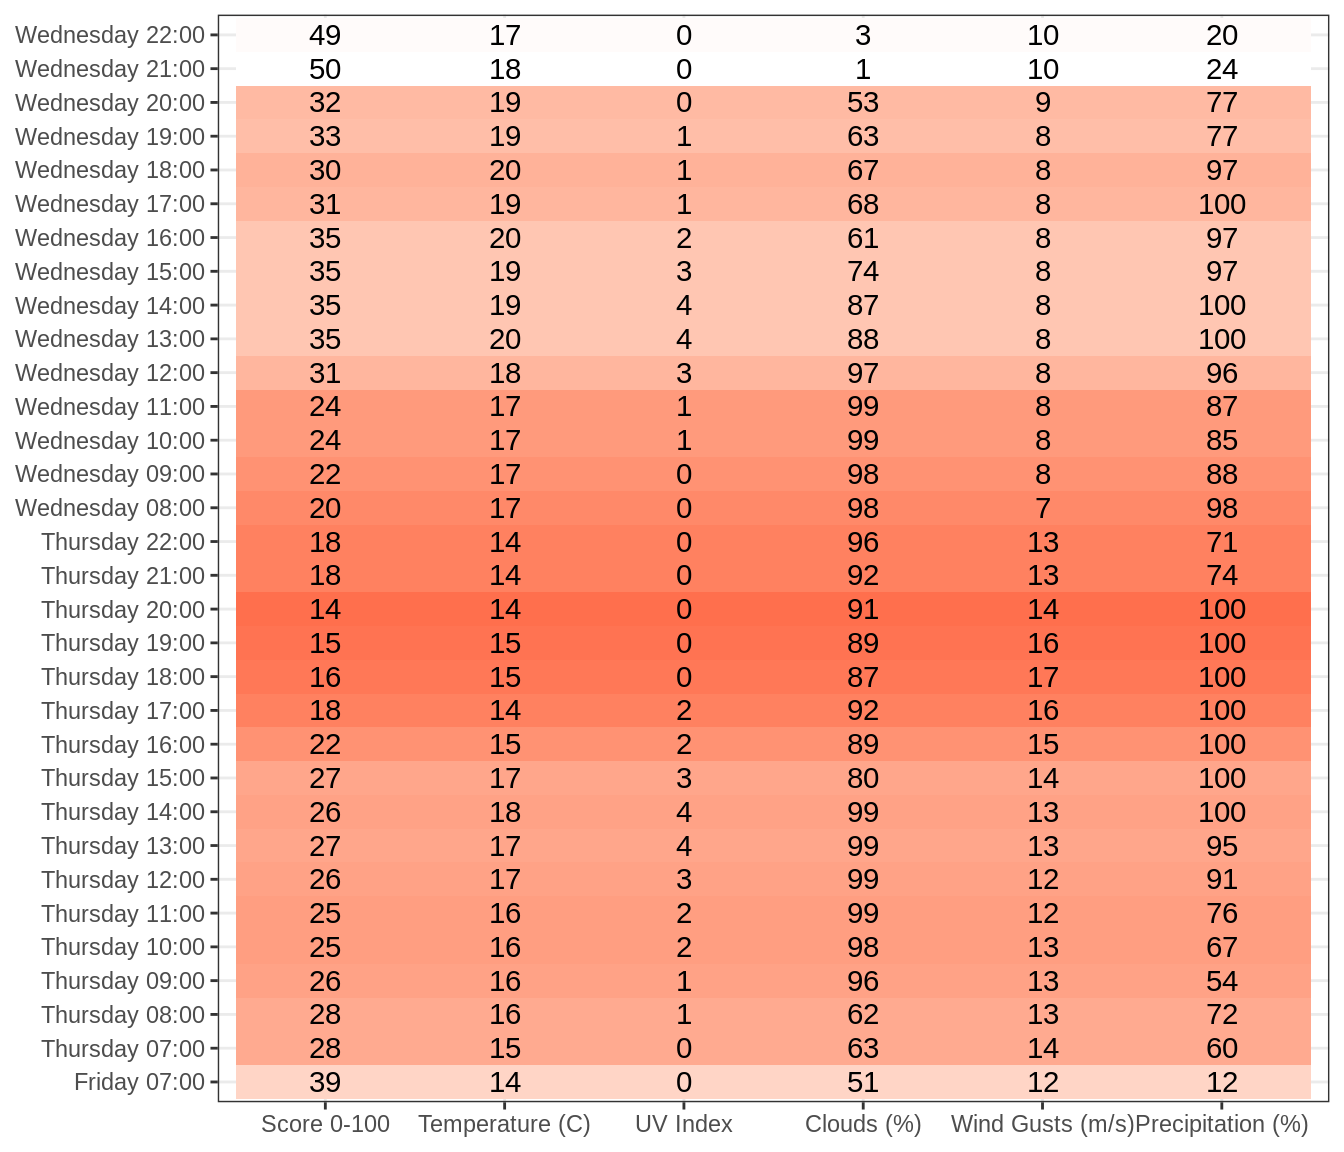 Wednesday 22:00 49 17 0 3 10 20
Wednesday 21:00 50 18 0 1 10 24
Wednesday 20:00 32 19 0 53 9 77
Wednesday 19:00 33 19 1 63 8 77
Wednesday 18:00 30 20 1 67 8 97
Wednesday 17:00 31 19 1 68 8 100
Wednesday 16:00 35 20 2 61 8 97
Wednesday 15:00 35 19 3 74 8 97
Wednesday 14:00 35 19 4 87 8 100
Wednesday 13:00 35 20 4 88 8 100
Wednesday 12:00 31 18 3 97 8 96
Wednesday 11:00 24 17 1 99 8 87
Wednesday 10:00 24 17 1 99 8 85
Wednesday 09:00 22 17 0 98 8 88
Wednesday 08:00 20 17 0 98 7 98
Thursday 22:00 18 14 0 96 13 71
Thursday 21:00 18 14 0 92 13 74
Thursday 20:00 14 14 0 91 14 100
Thursday 19:00 15 15 0 89 16 100
Thursday 18:00 16 15 0 87 17 100
Thursday 17:00 18 14 2 92 16 100
Thursday 16:00 22 15 2 89 15 100
Thursday 15:00 27 17 3 80 14 100
Thursday 14:00 26 18 4 99 13 100
Thursday 13:00 27 17 4 99 13 95
Thursday 12:00 26 17 3 99 12 91
Thursday 11:00 25 16 2 99 12 76
Thursday 10:00 25 16 2 98 13 67
Thursday 09:00 26 16 1 96 13 54
Thursday 08:00 28 16 1 62 13 72
Thursday 07:00 28 15 0 63 14 60
Friday 07:00 39 14 0 51 12 12
Score 0-100 Temperature (C) UV Index Clouds (%) Wind Gusts (m/s) Precipitation (%)